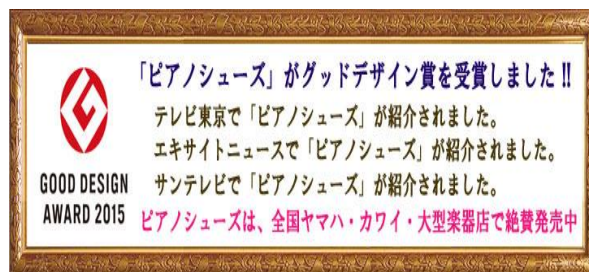 「ピアノシューズ」がグッドデザイン賞を受賞しました!!
テレビ東京で「ピアノシューズ」が紹介されました。
エキサイトニュースで「ピアノシューズ」が紹介されました。
サンテレビで「ピアノシューズ」が紹介されました。
ピアノシューズは、全国ヤマハ・カワイ・大型楽器店で絶賛発売中
GOOD DESIGN
AWARD 2015